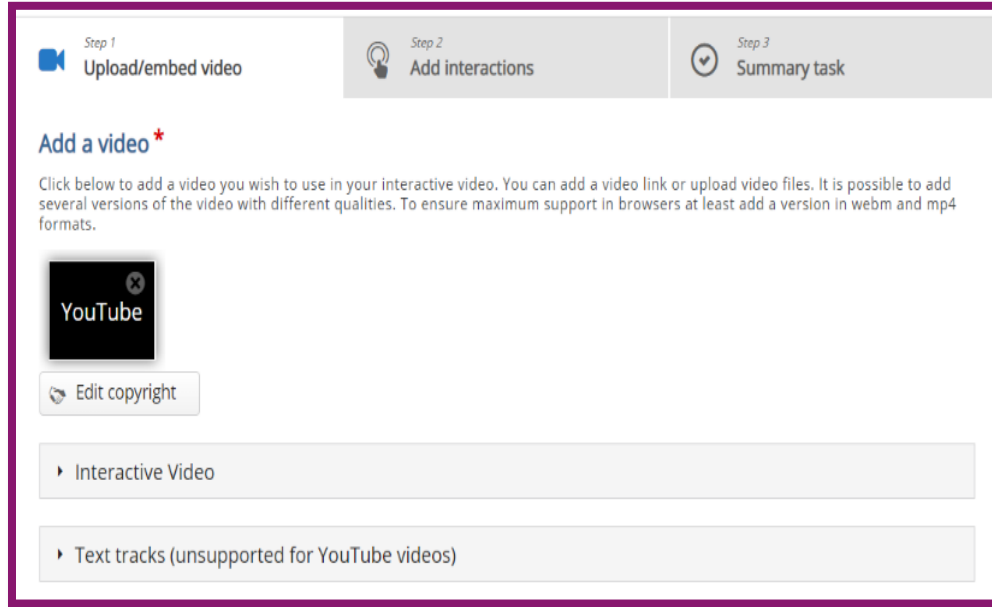 Step 1
Upload/embed video
Step 2
Add interactions
Step 3
Summary task
Add a video *
Click below to add a video you wish to use in your interactive video. You can add a video link or upload video files. It is possible to add
several versions of the video with different qualities. To ensure maximum support in browsers at least add a version in webm and mp4
formats.
YouTube
Edit copyright
Interactive Video
Text tracks (unsupported for YouTube videos)